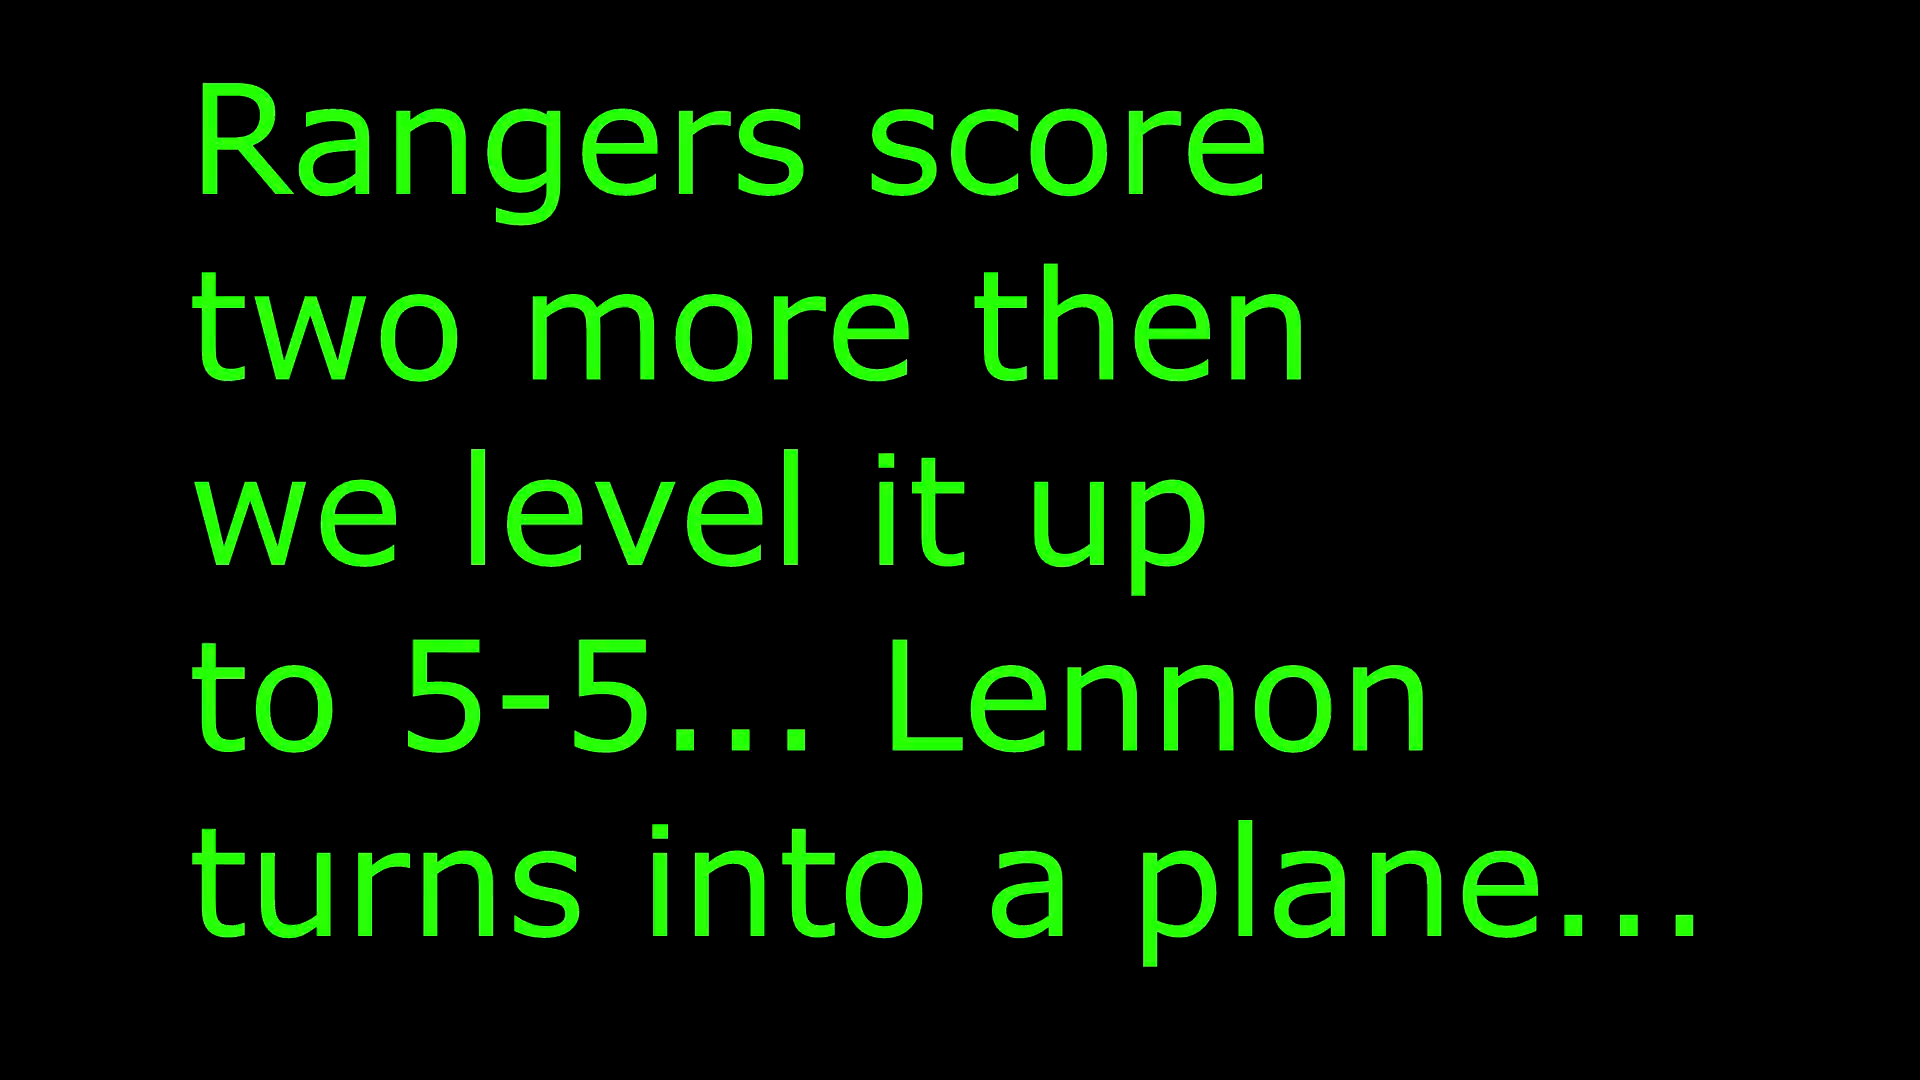 Rangers score
two more then
we level it up
to 5-5... Lennon
turns into a plane...